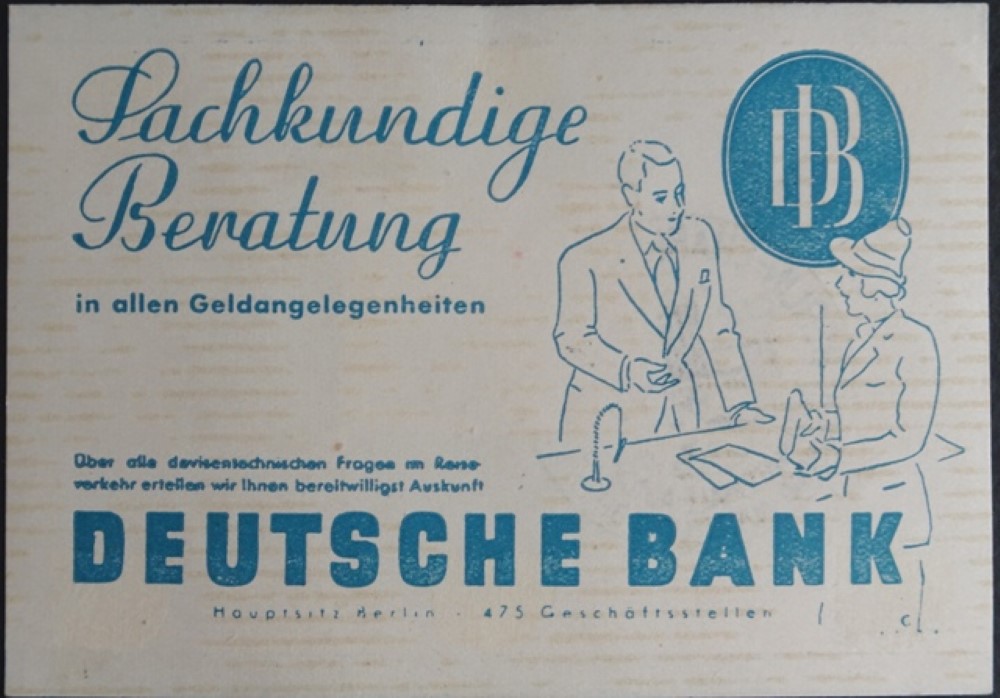 Sachkundige
Beratung
in allen Geldangelegenheiten
DB
Über alle devisentechnischen Fragen im Reise-
verkehr erteilen wir Ihnen bereitwilligst Auskunft
DEUTSCHE BANK
Hauptsitz Berlin · 475 Geschäftsstellen